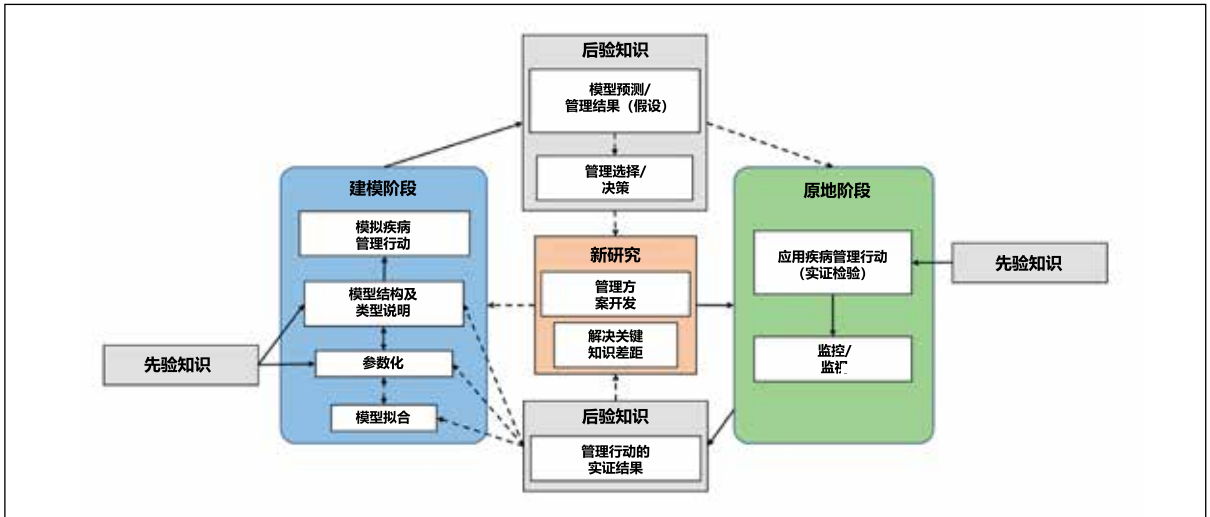 后验知识
模型预测/
管理结果（假设）
管理选择/
决策
建模阶段
模拟疾病
管理行动
模型结构及
类型说明
参数化
模型拟合
先验知识
新研究
管理方
案开发
解决关键
知识差距
后验知识
管理行动的
实证结果
原地阶段
应用疾病管理行动
（实证检验）
监控/
先验知识